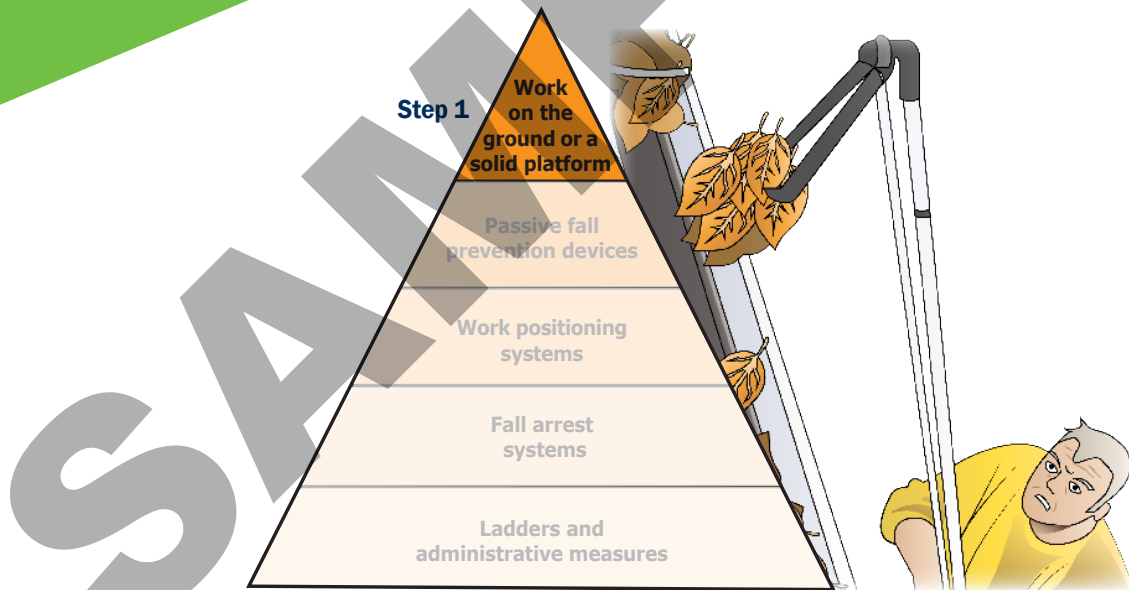 SAM
Step 1
Work
on the
ground or a
solid platform
Passive fall
prevention devices
Work positioning
systems
Fall arrest
systems
Ladders and
administrative measures